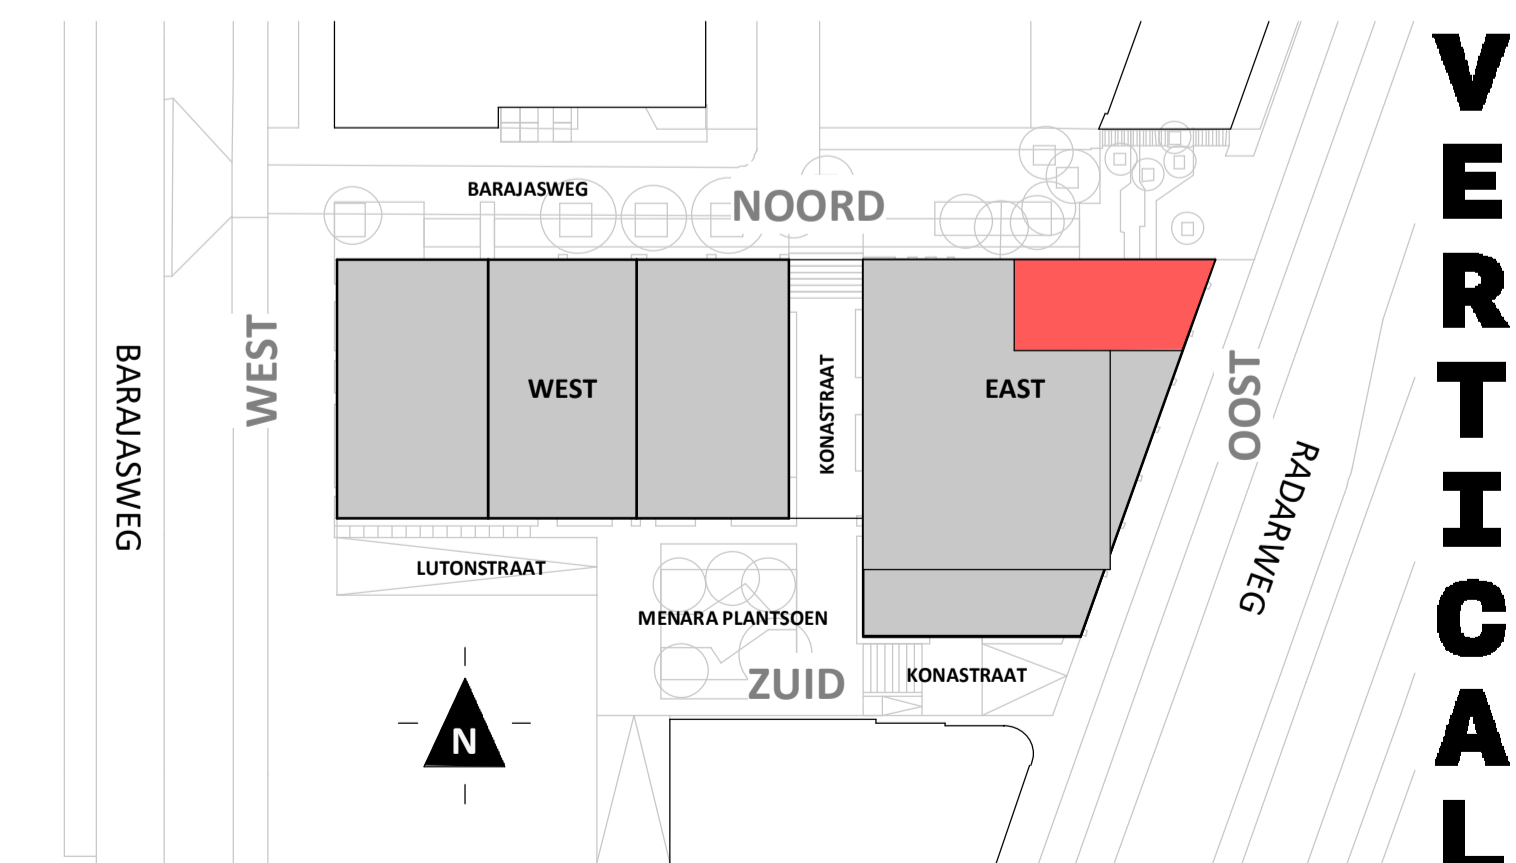 BARAJASWEG
NOORD
WEST
BARAJASWEG
WEST
KONASTRAAT
EAST
OOST
RADARWEG
LUTONSTRAAT
MENARA PLANTSOEN
ZUID
KONASTRAAT
N
VERTICAL